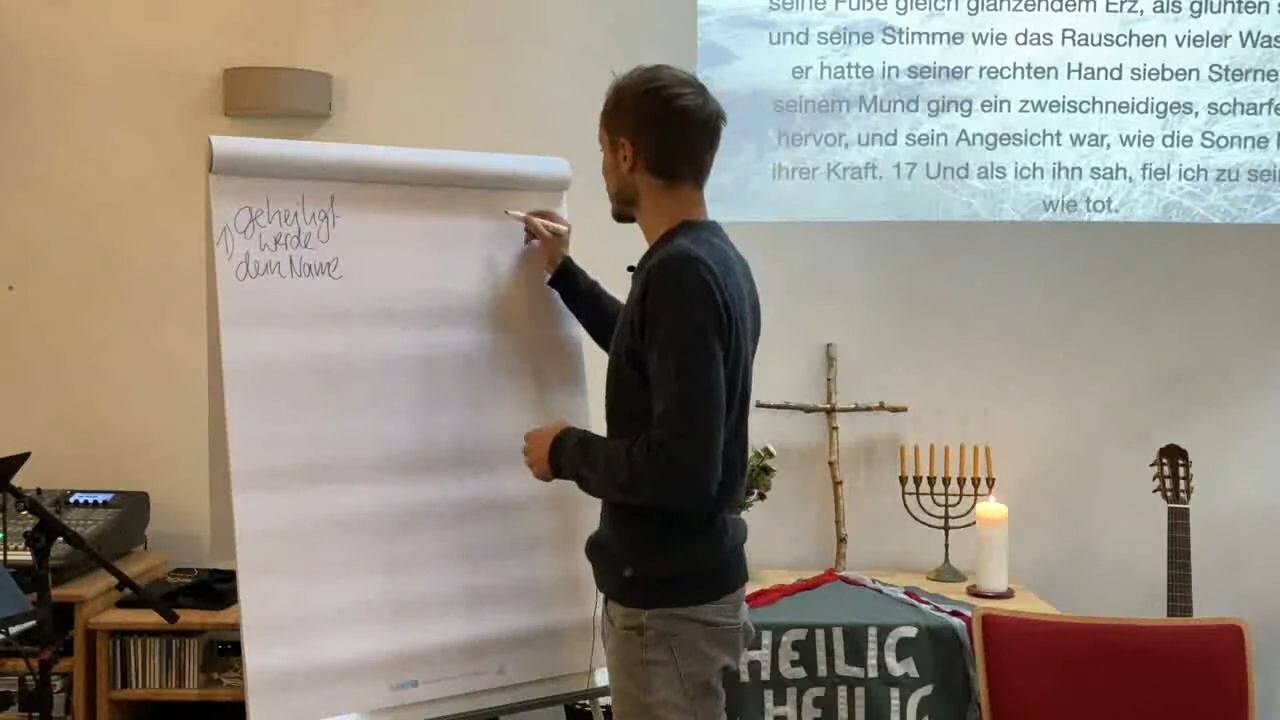 geheiligt
1) werde
dein Name
seine Füße gleich glänzendem Erz, als glühten
und seine Stimme wie das Rauschen vieler Was
er hatte in seiner rechten Hand sieben Sterne
seinem Mund ging ein zweischneidiges, scharfe
hervor, und sein Angesicht war, wie die Sonne
ihrer Kraft. 17 Und als ich ihn sah, fiel ich zu sei
wie tot.
HEILIG
HEILIG